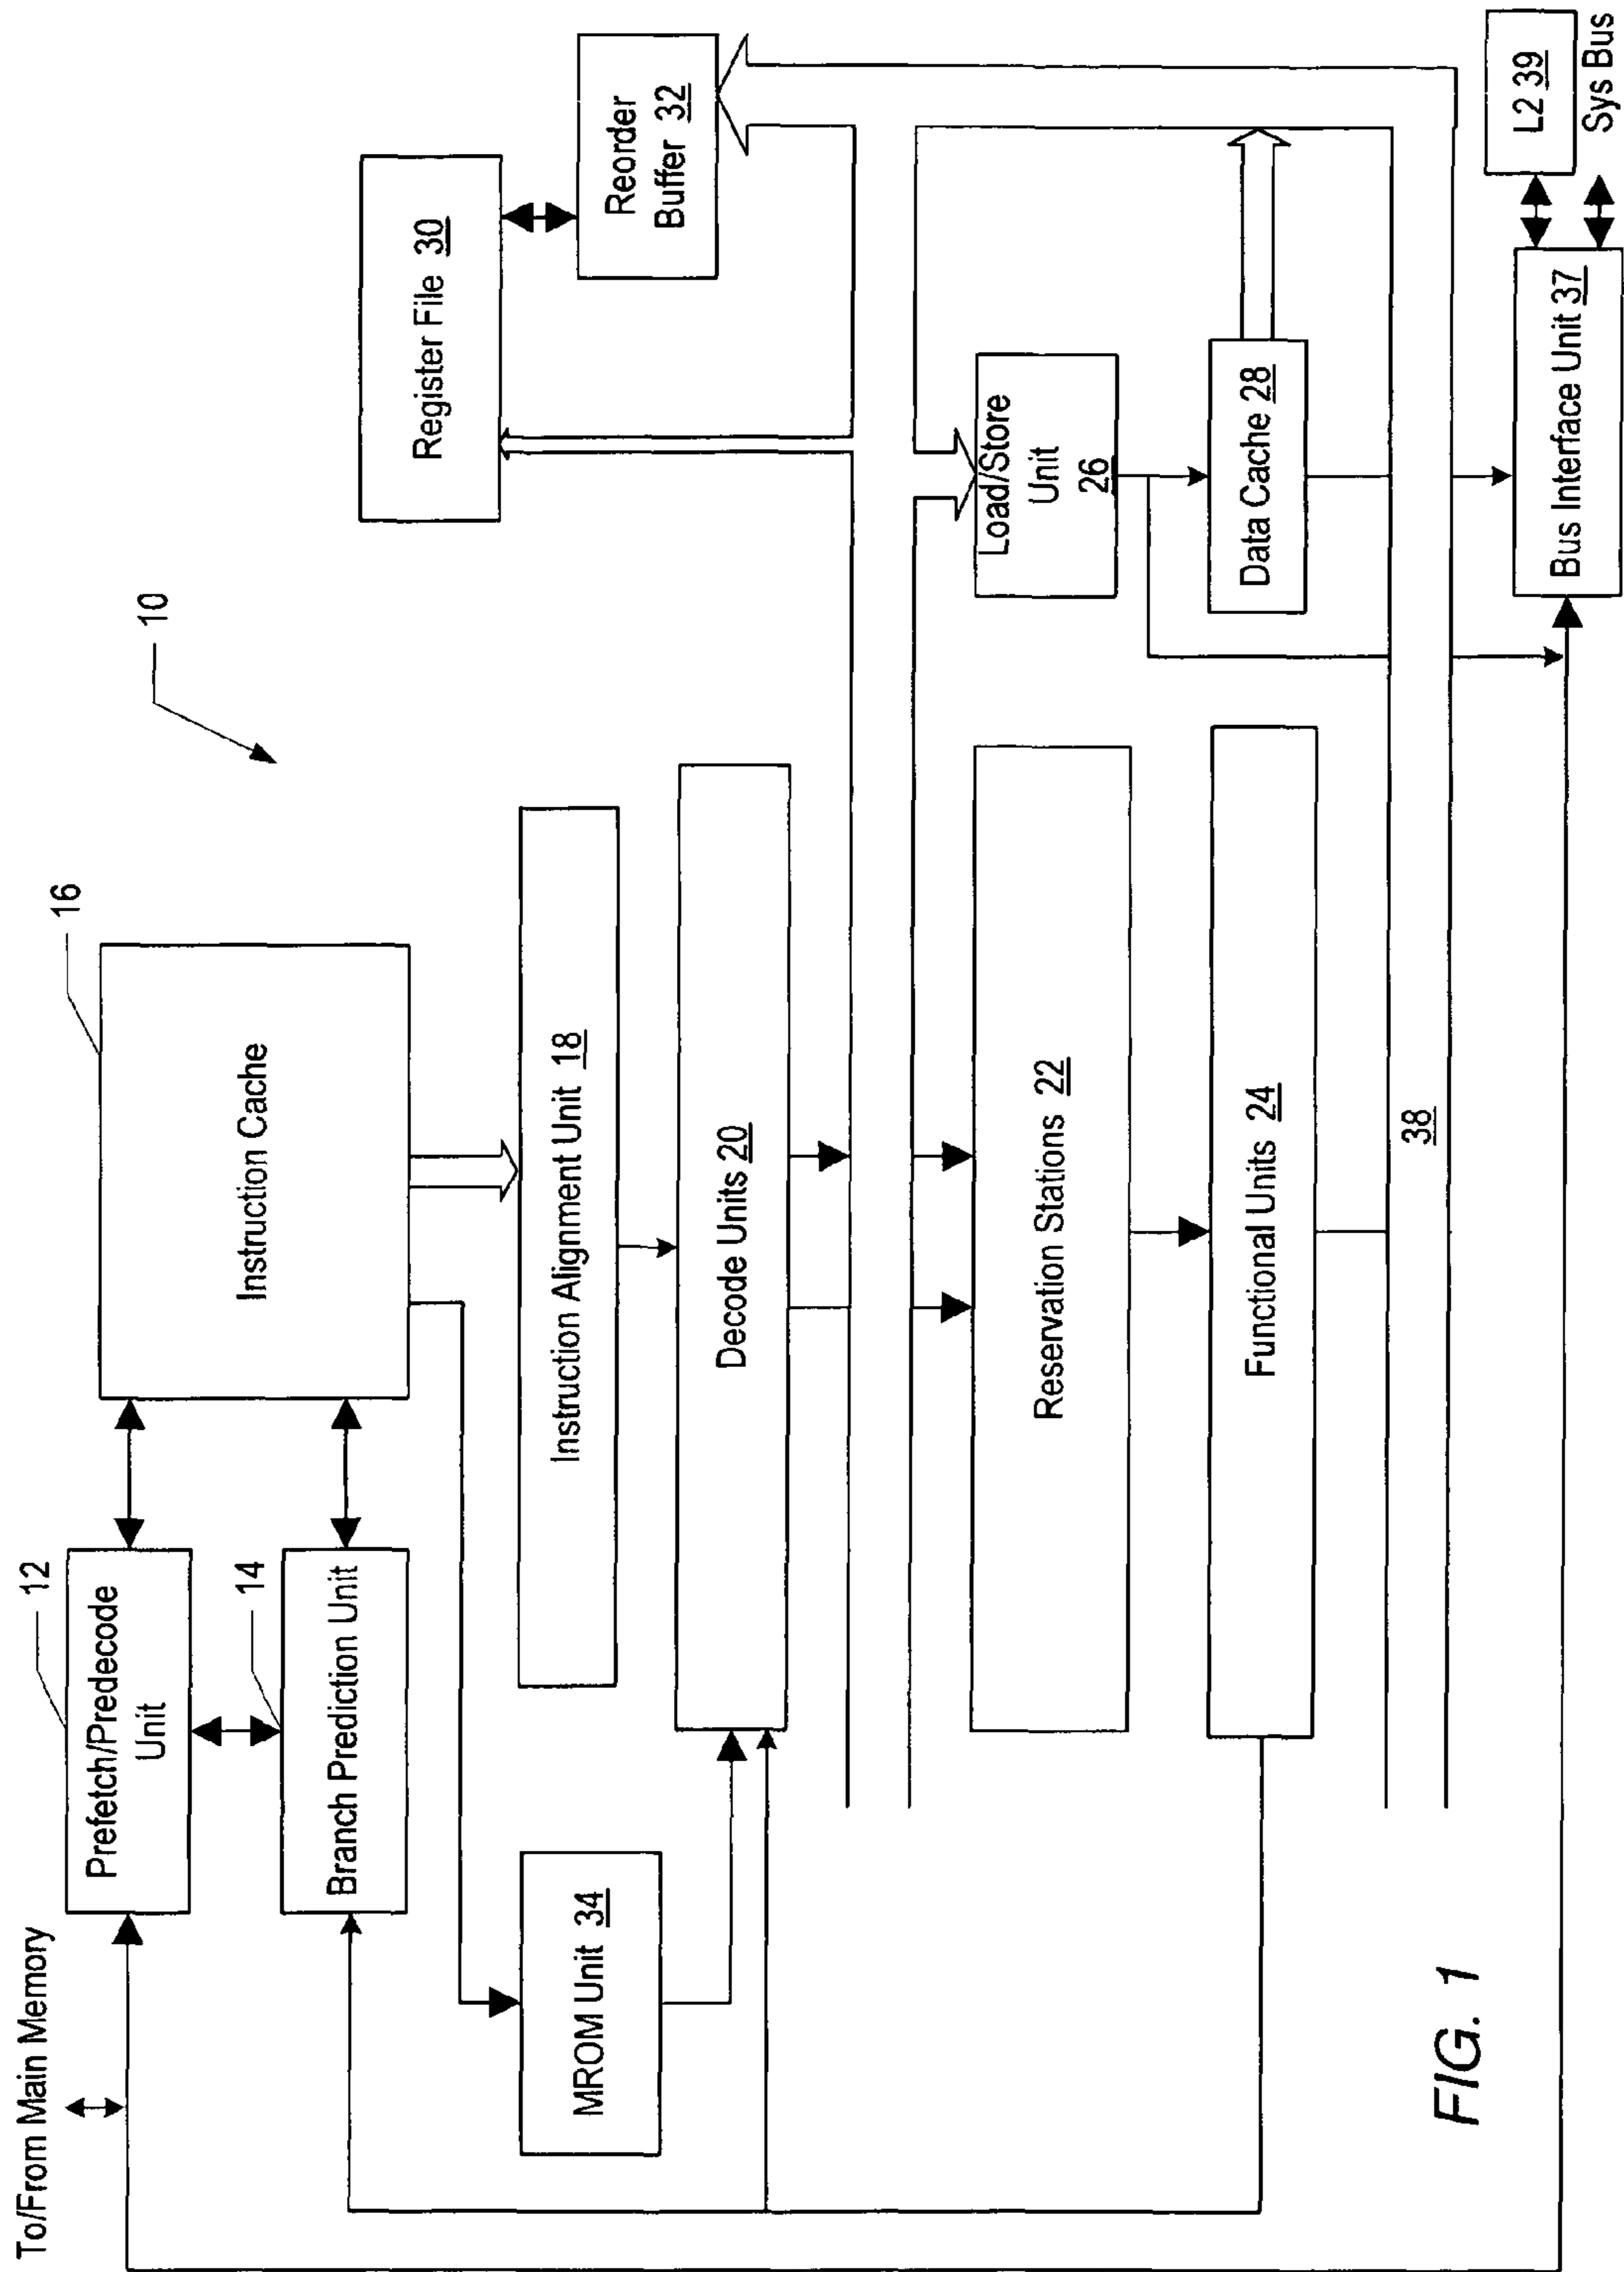 To/From Main Memory
12
Prefetch/Predecode
Unit
14
Branch Prediction Unit
16
Instruction Cache
10
MROM Unit 34
Instruction Alignment Unit 18
Decode Units 20
Register File 30
Reorder
Buffer 32
Reservation Stations 22
Load/Store
Unit
26
Functional Units 24
Data Cache 28
38
Bus Interface Unit 37
L2 39
Sys Bus
FIG. 1